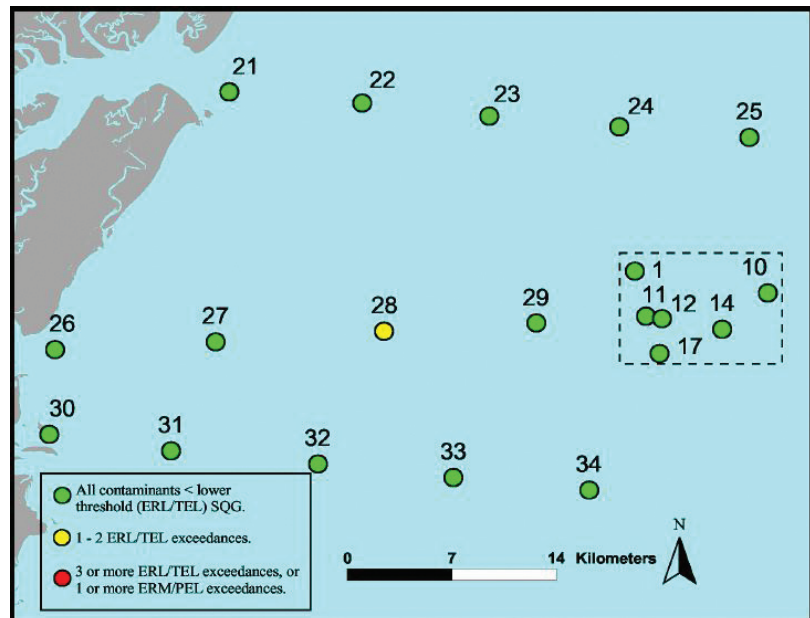 21
22
23
24
25
1
10
11
12
14
17
26
27
28
29
30
31
32
33
34
All contaminants < lower
threshold (ERL/TEL) SQG.
1 - 2 ERL/TEL exceedances.
3 or more ERL/TEL exceedances, or
1 or more ERM/PEL exceedances.
0 7 14 Kilometers
N